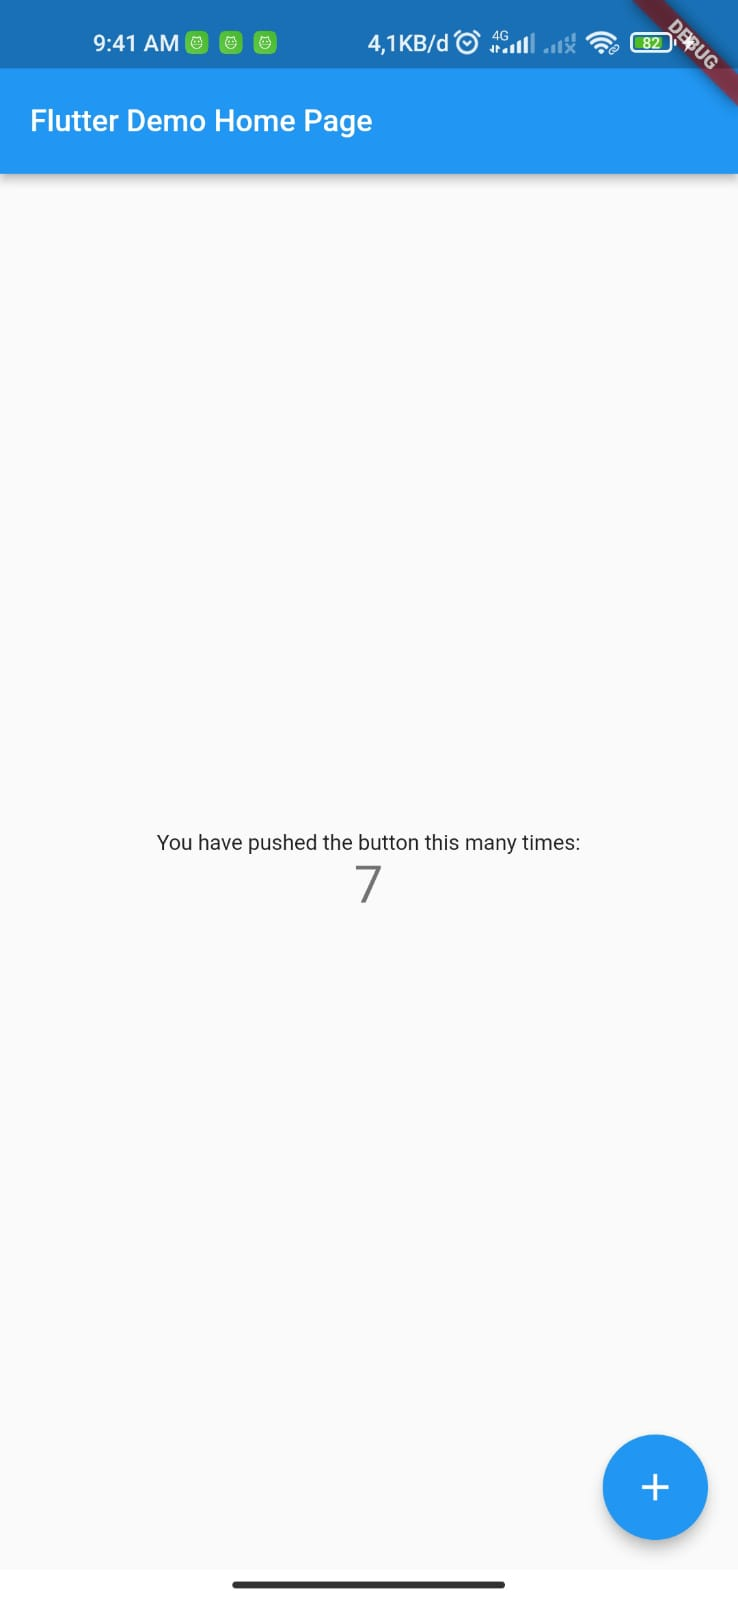 9:41 AM
4,1KB/d
4G
82
DEBUG
Flutter Demo Home Page
You have pushed the button this many times:
7
+